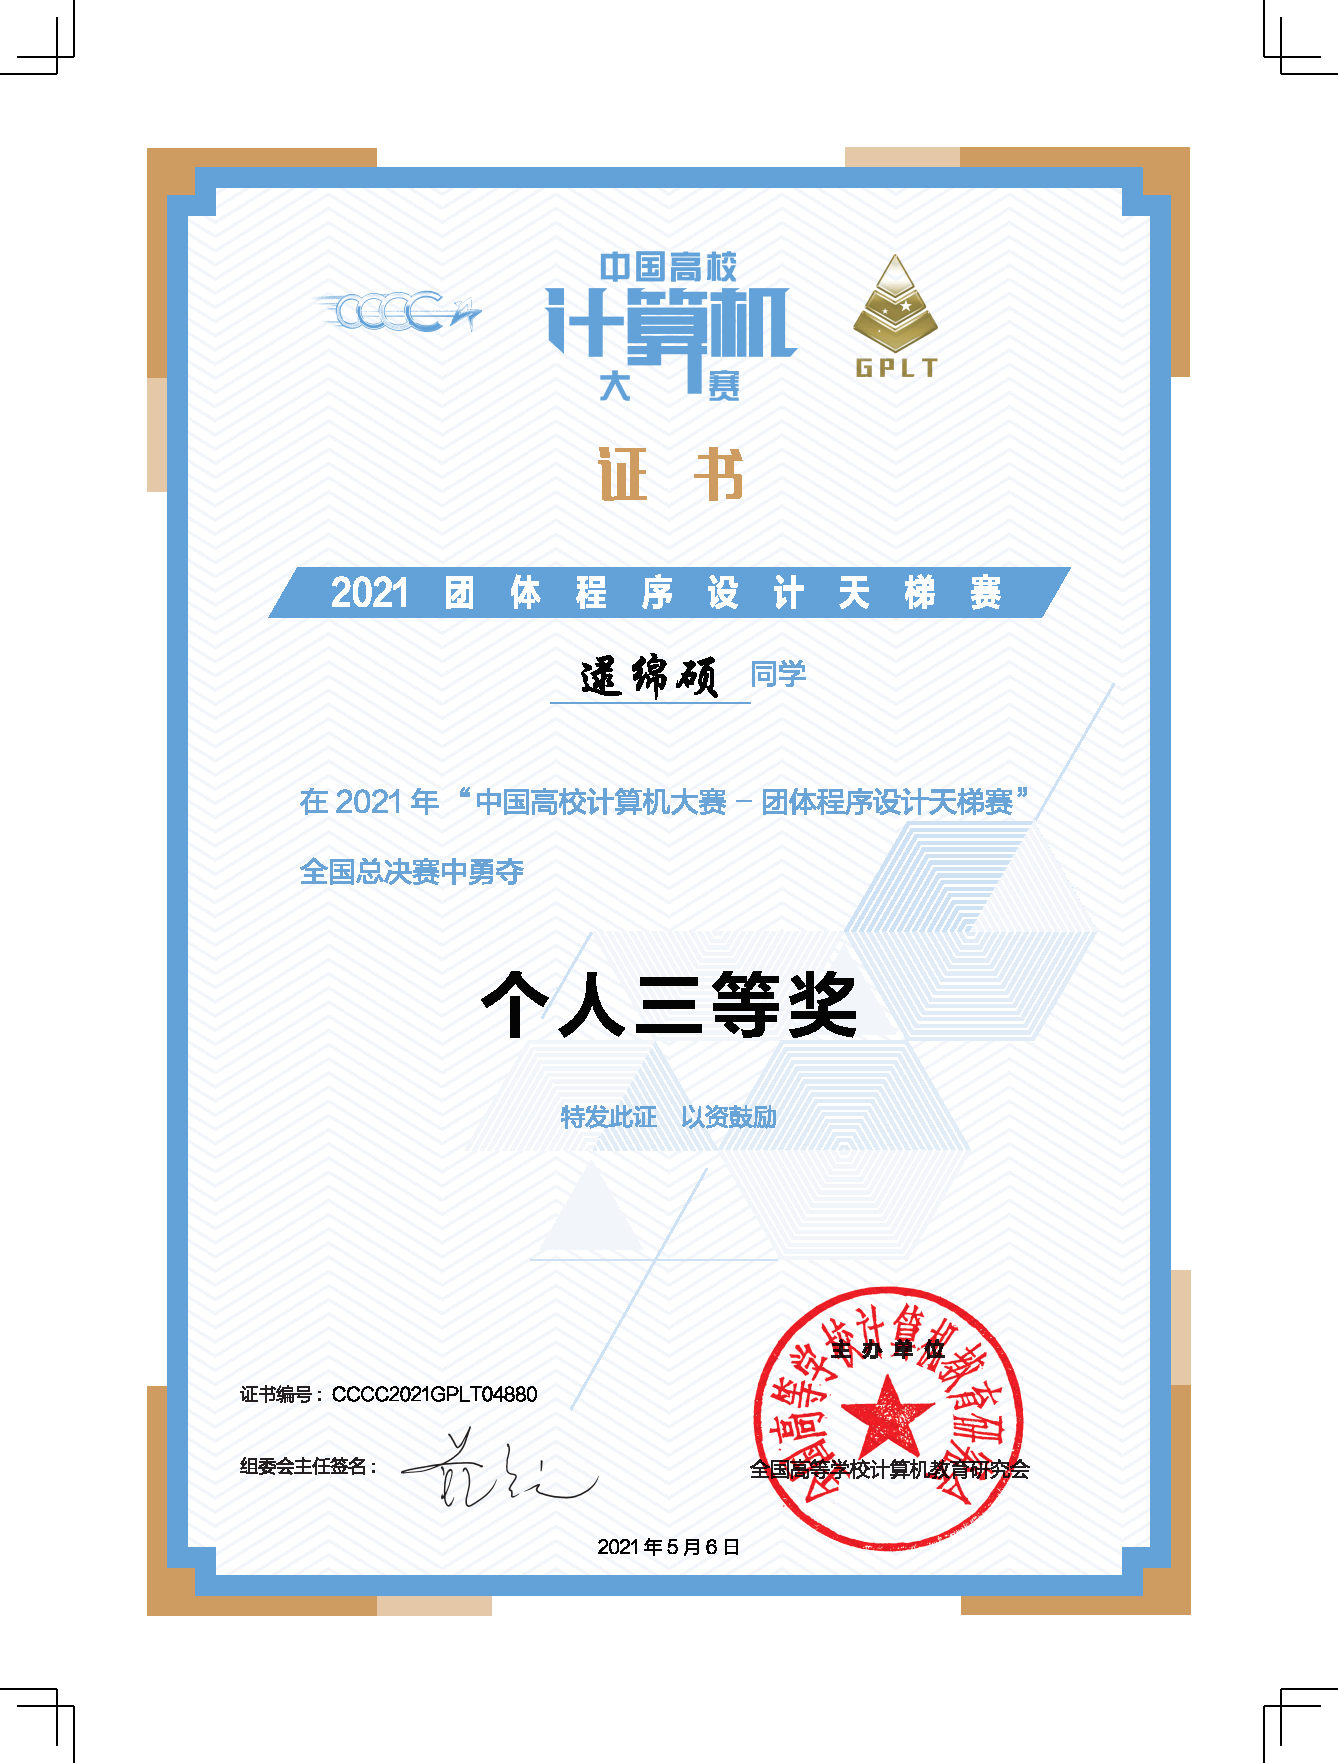 CCCC
中国高校
计算机
大赛
GPLT
证 书
2021 团体程序设计天梯赛
逯绵硕 同学
在 2021 年 “中国高校计算机大赛 – 团体程序设计天梯赛”
全国总决赛中勇夺
个人三等奖
特发此证 以资鼓励
全国高等学校计算机教育研究会
主办单位
证书编号: CCCC2021GPLT04880
组委会主任签名:
全国高等学校计算机教育研究会
2021 年 5 月 6 日